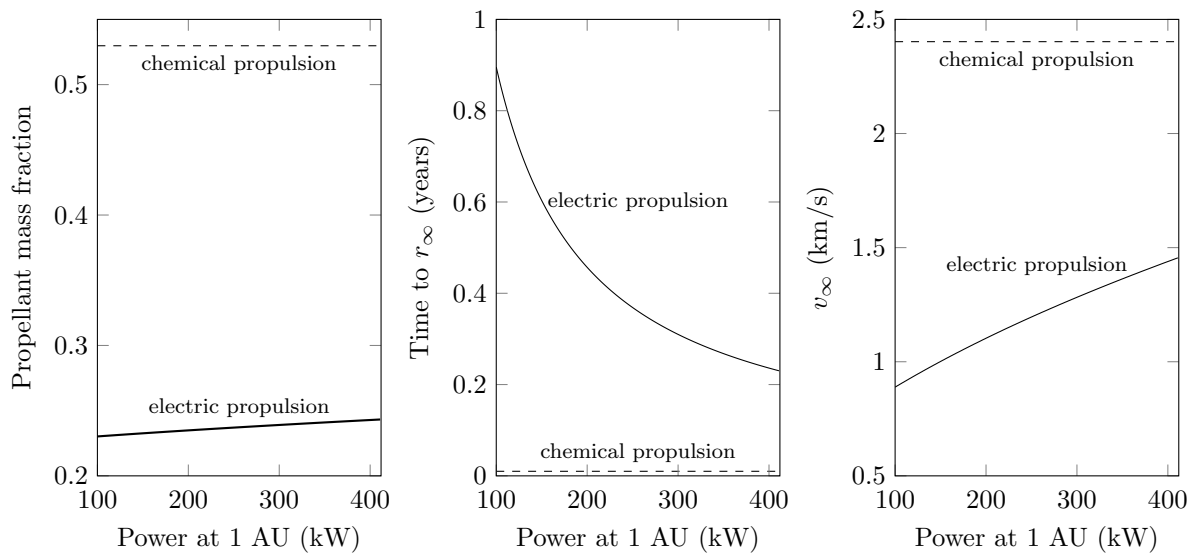 Propellant mass fraction
0.5
0.4
0.3
0.2
chemical propulsion
electric propulsion
100 200 300 400
Power at 1 AU (kW)
Time to r∞ (years)
1
0.8
0.6
0.4
0.2
0
electric propulsion
chemical propulsion
100 200 300 400
Power at 1 AU (kW)
v∞ (km/s)
2.5
2
1.5
1
0.5
chemical propulsion
electric propulsion
100 200 300 400
Power at 1 AU (kW)